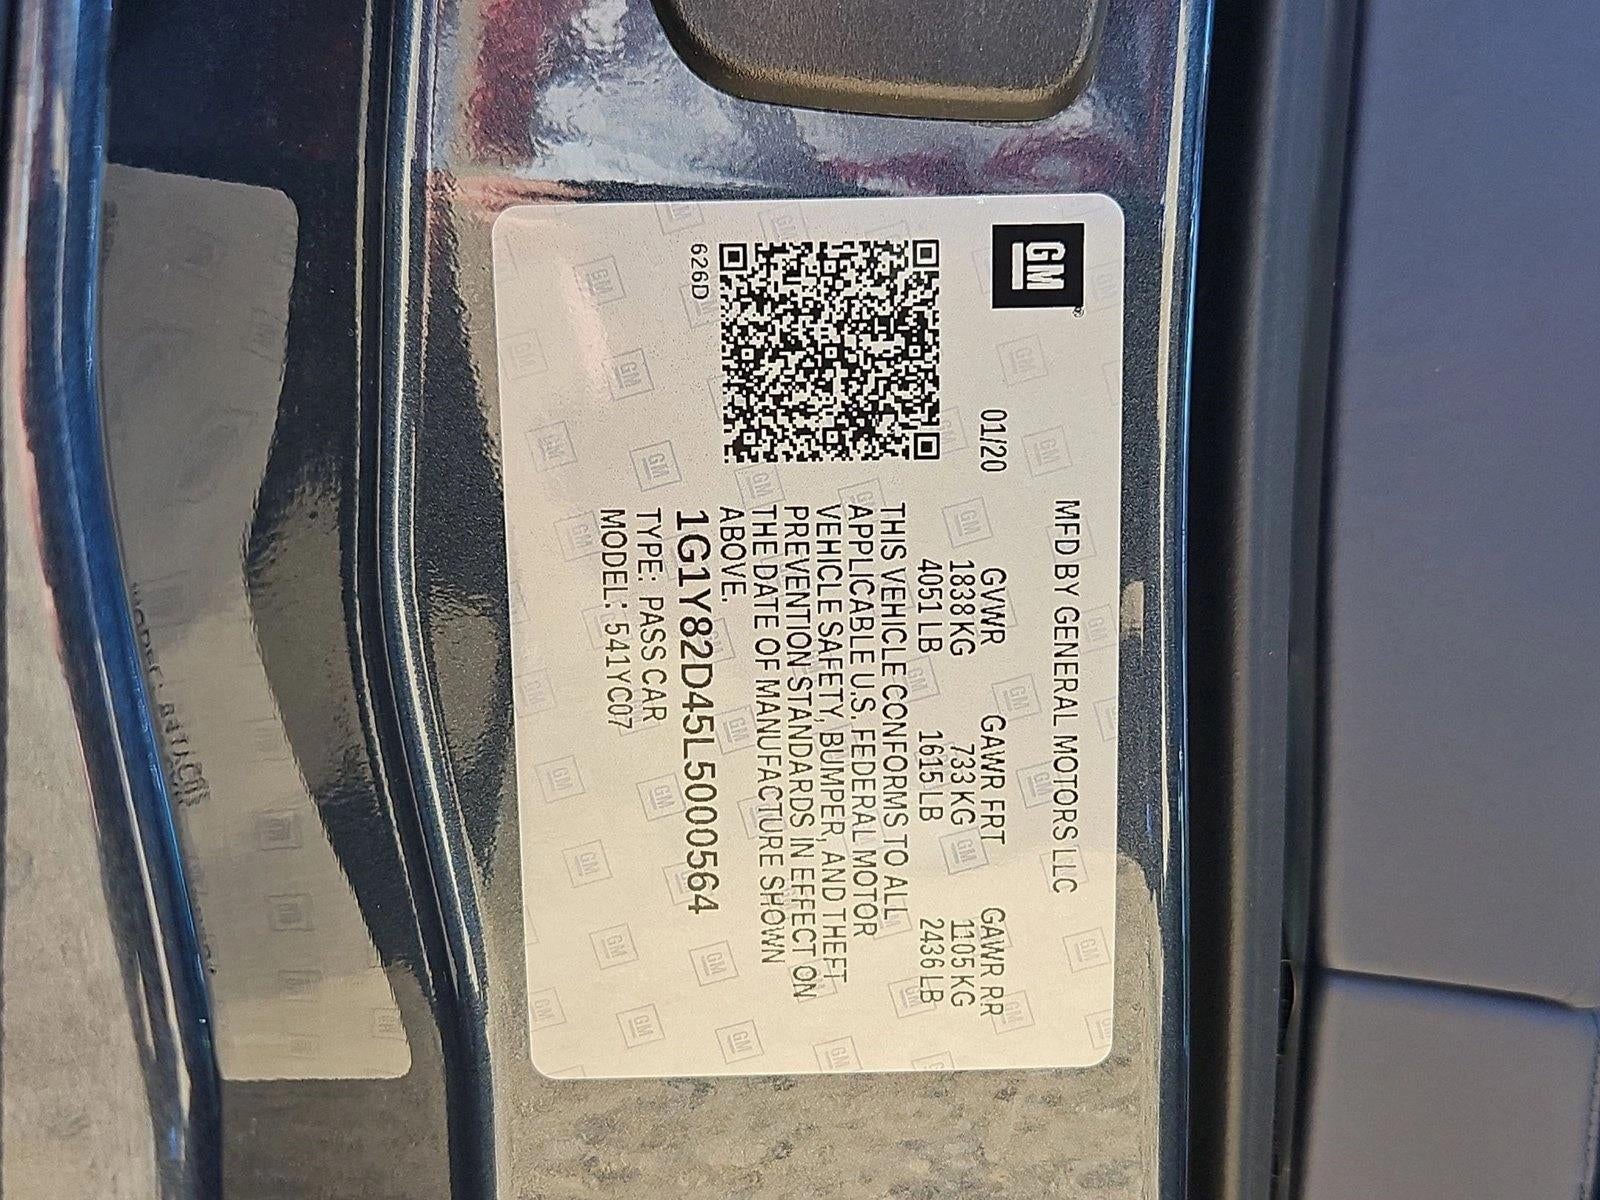 GM
MFD BY GENERAL MOTORS LLC
01/20 GVWR GAWR FRT GAWR RR
1838 KG 733 KG 1105 KG
4051 LB 1615 LB 2436 LB
THIS VEHICLE CONFORMS TO ALL
APPLICABLE U.S. FEDERAL MOTOR
VEHICLE SAFETY, BUMPER, AND THEFT
PREVENTION STANDARDS IN EFFECT ON
THE DATE OF MANUFACTURE SHOWN
ABOVE.
626D
1G1Y82D45L5000564
TYPE: PASS CAR
MODEL: 541YC07